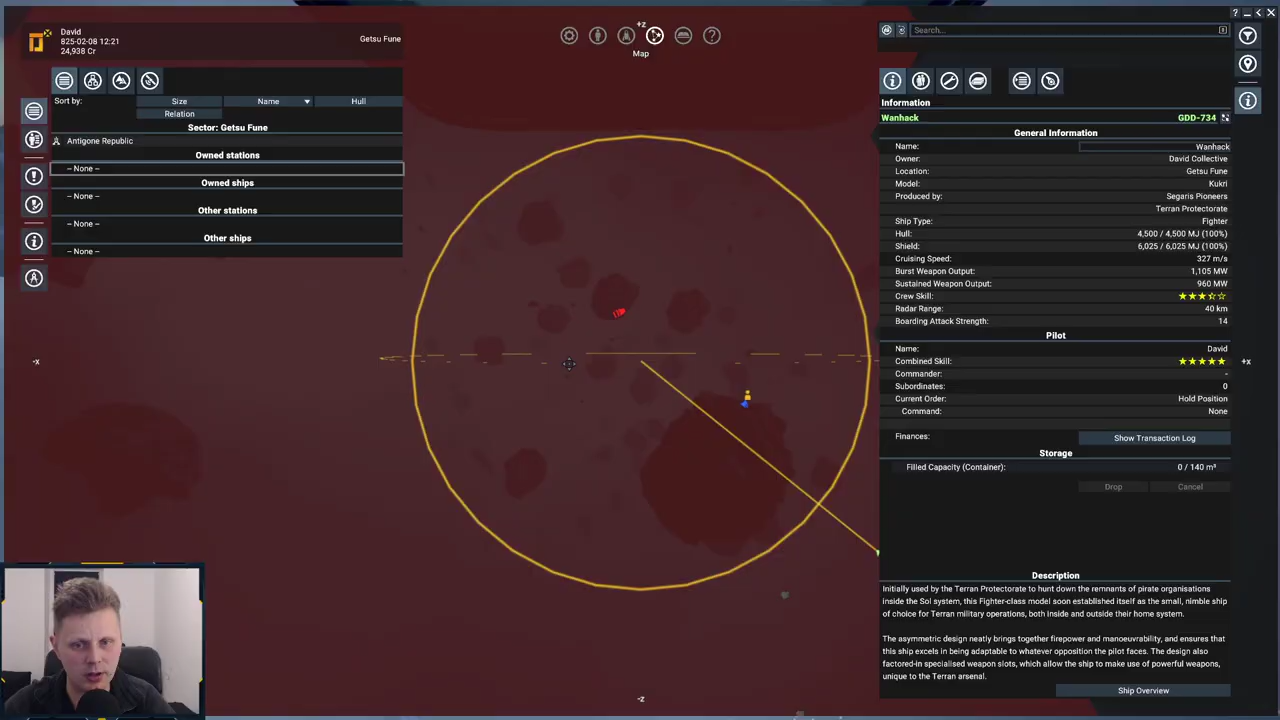 David
825-02-08 12:21
24,938 Cr
Getsu Fune
+z
Map
Search...
Sort by:
Size
Name
Hull
Relation
Sector: Getsu Fune
Antigone Republic
Owned stations
-- None --
Owned ships
-- None --
Other stations
-- None --
Other ships
-- None --
-x
+x
-z
Information
Wanhack GDD-734
General Information
Name: Wanhack
Owner: David Collective
Location: Getsu Fune
Model: Kukri
Produced by: Segaris Pioneers
Terran Protectorate
Ship Type: Fighter
Hull: 4,500 / 4,500 MJ (100%)
Shield: 6,025 / 6,025 MJ (100%)
Cruising Speed: 327 m/s
Burst Weapon Output: 1,105 MW
Sustained Weapon Output: 960 MW
Crew Skill: ★★★⯪☆
Radar Range: 40 km
Boarding Attack Strength: 14
Pilot
Name: David
Combined Skill: ★★★★★
Commander: -
Subordinates: 0
Current Order: Hold Position
Command: None
Finances: Show Transaction Log
Storage
Filled Capacity (Container): 0 / 140 m³
Drop Cancel
Description
Initially used by the Terran Protectorate to hunt down the remnants of pirate organisations
inside the Sol system, this Fighter-class model soon established itself as the small, nimble ship
of choice for Terran military operations, both inside and outside their home system.
The asymmetric design neatly brings together firepower and manoeuvrability, and ensures that
this ship excels in being adaptable to whatever opposition the pilot faces. The design also
factored-in specialised weapon slots, which allow the ship to make use of powerful weapons,
unique to the Terran arsenal.
Ship Overview